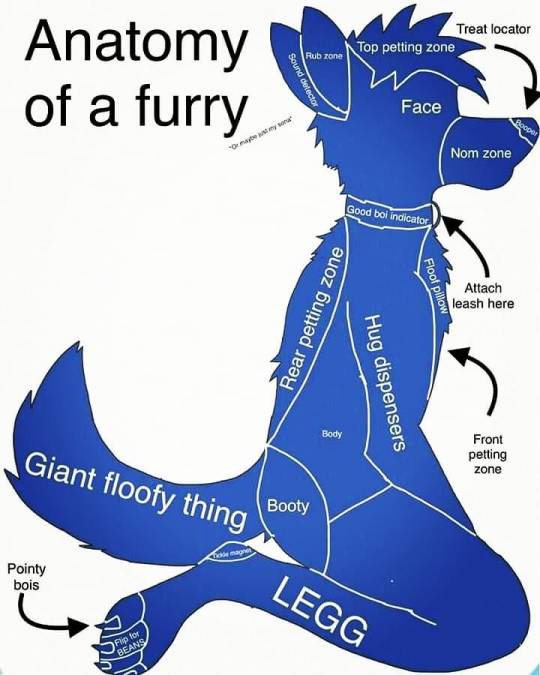 Anatomy
of a furry
"Or maybe just my sona"
Treat locator
Top petting zone
Rub zone
Sound detector
Face
Booper
Nom zone
Good boi indicator
Attach
leash here
Floof pillow
Rear petting zone
Hug dispensers
Front
petting
zone
Body
Giant floofy thing
Booty
Tickle magnet
LEGG
Pointy
bois
Flip for
BEANS